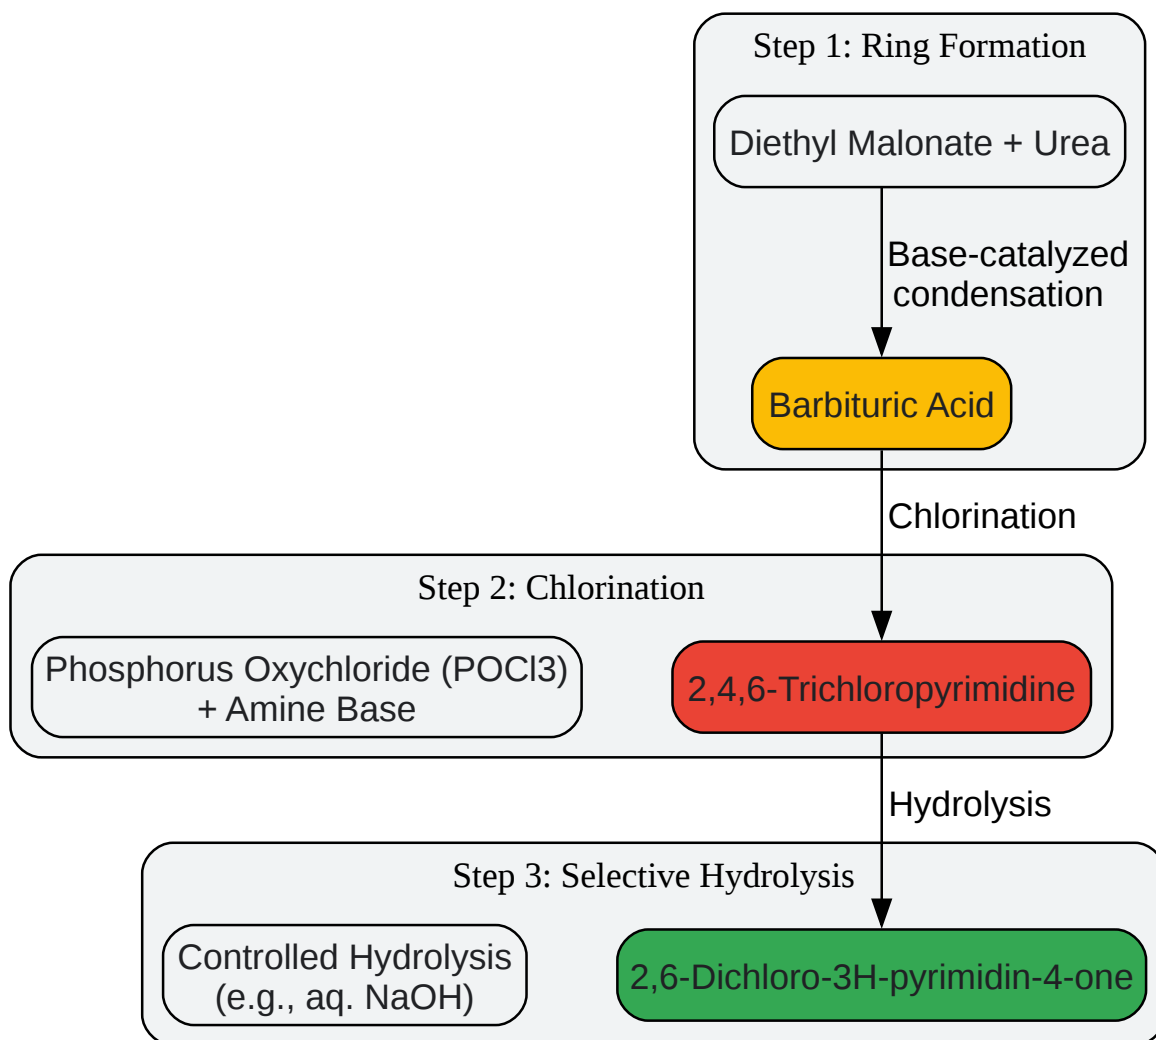 Step 1: Ring Formation
Diethyl Malonate + Urea
Base-catalyzed
condensation
Barbituric Acid
Chlorination
Step 2: Chlorination
Phosphorus Oxychloride (POCl3)
+ Amine Base
2,4,6-Trichloropyrimidine
Hydrolysis
Step 3: Selective Hydrolysis
Controlled Hydrolysis
(e.g., aq. NaOH)
2,6-Dichloro-3H-pyrimidin-4-one